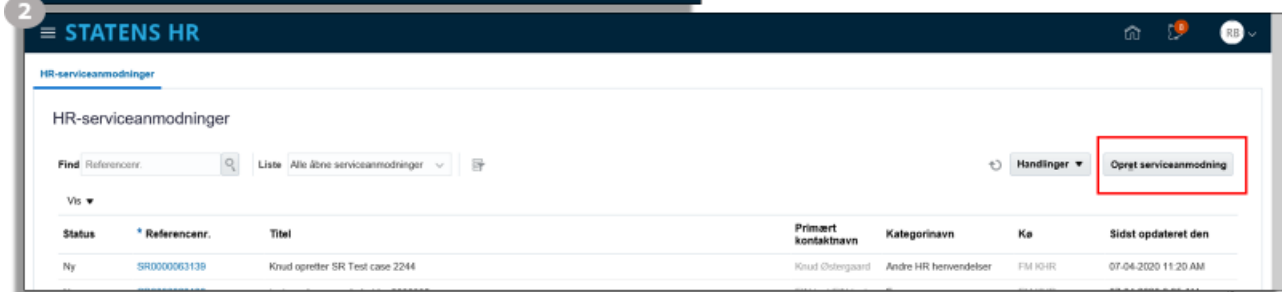 2
STATENS HR
RB
HR-serviceanmodninger
HR-serviceanmodninger
Find Referencenr. Liste Alle åbne serviceanmodninger Handlinger Opret serviceanmodning
Vis
Status * Referencenr. Titel Primært kontaktnavn Kategorinavn Kø Sidst opdateret den
Ny SR0000063139 Knud opretter SR Test case 2244 Knud Østergaard Andre HR henvendelser FM KHR 07-04-2020 11:20 AM